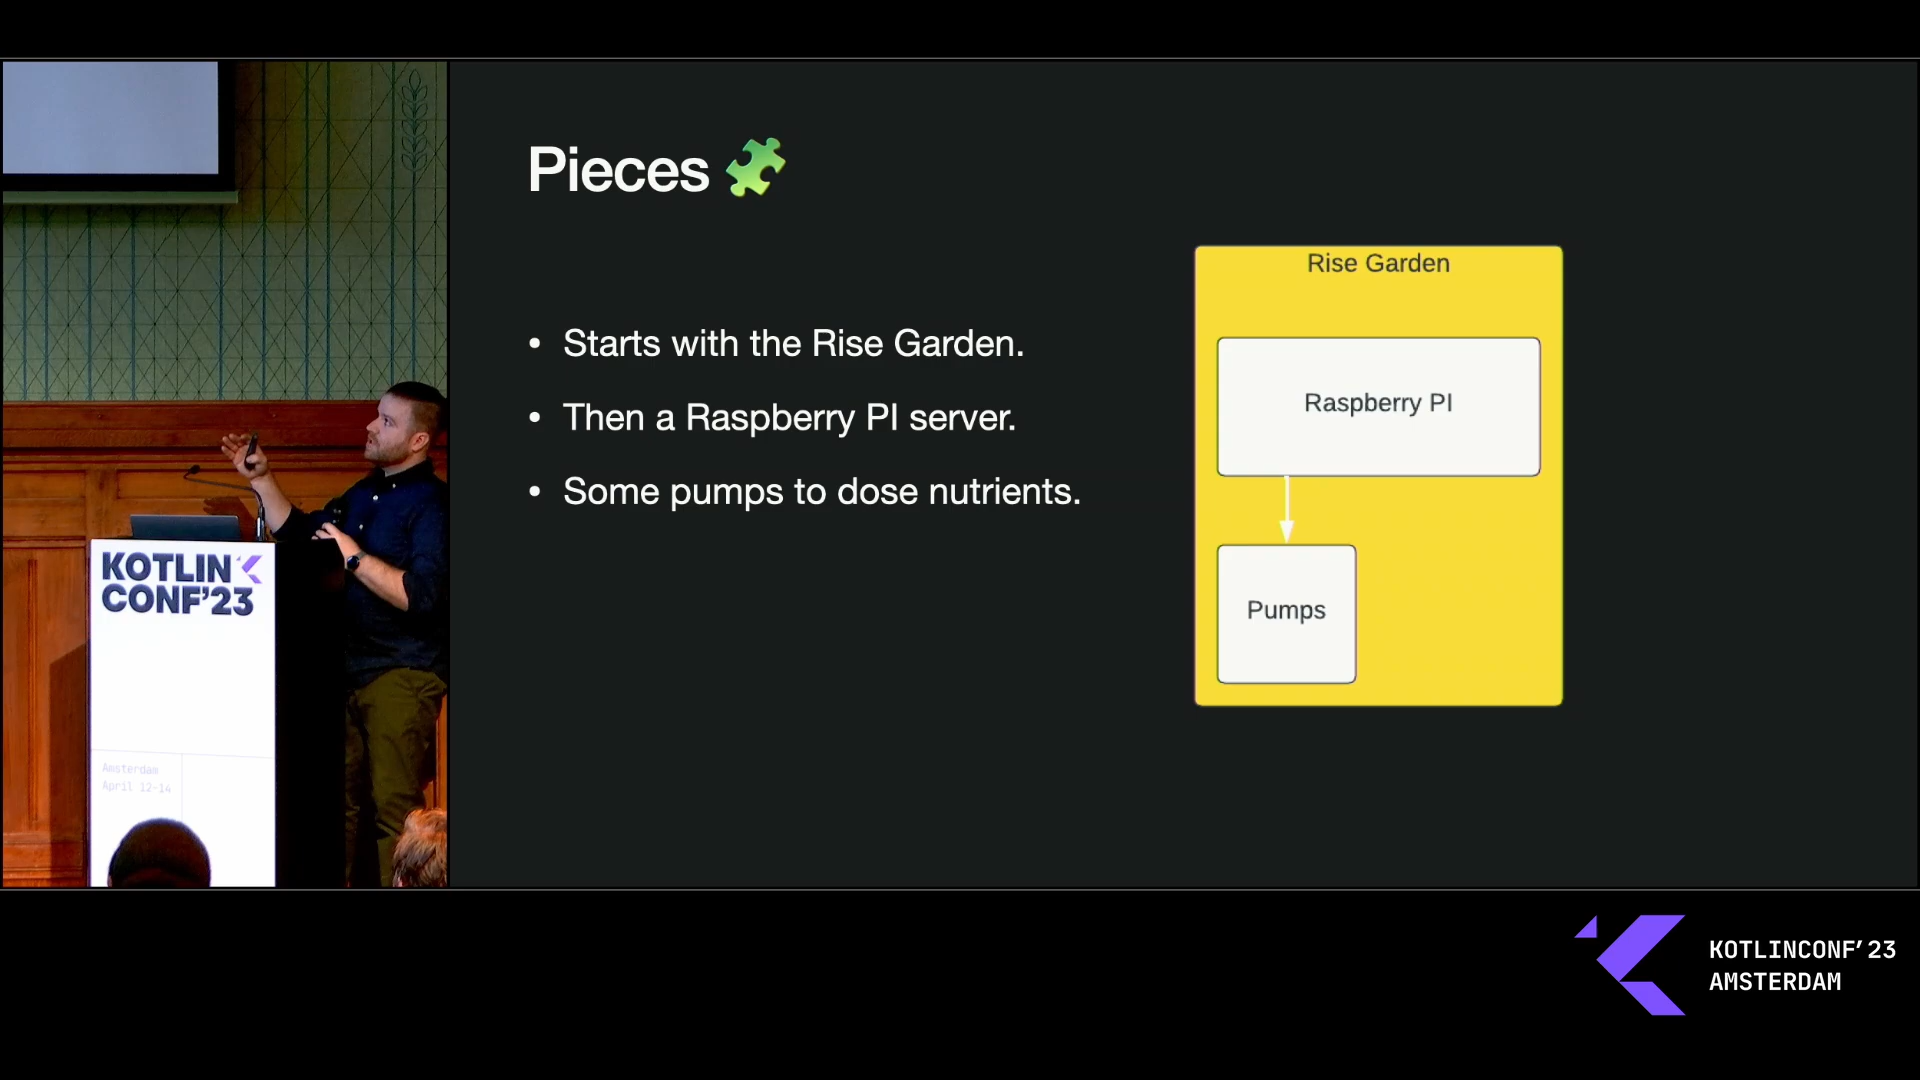 Pieces
Starts with the Rise Garden.
Then a Raspberry PI server.
Some pumps to dose nutrients.
Rise Garden
Raspberry PI
Pumps
KOTLIN
CONF’23
Amsterdam
April 12-14
KOTLINCONF’23
AMSTERDAM